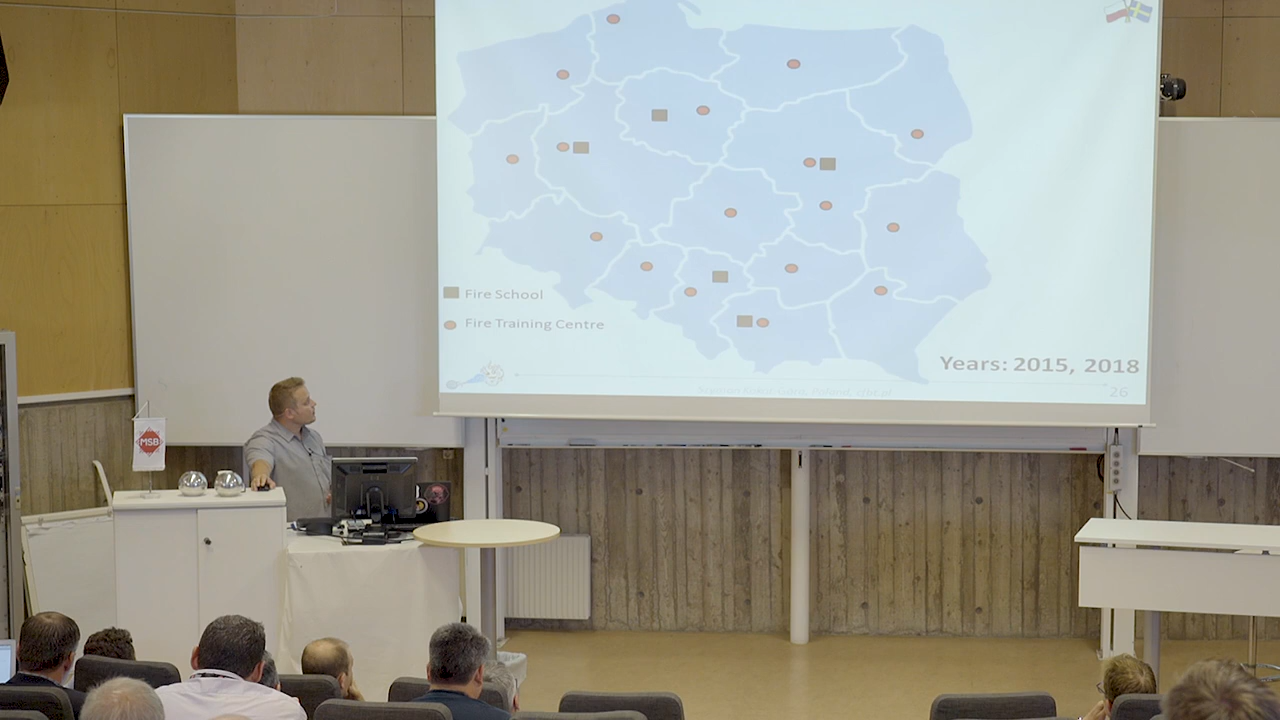 Fire School
Fire Training Centre
Years: 2015, 2018
26
MSB